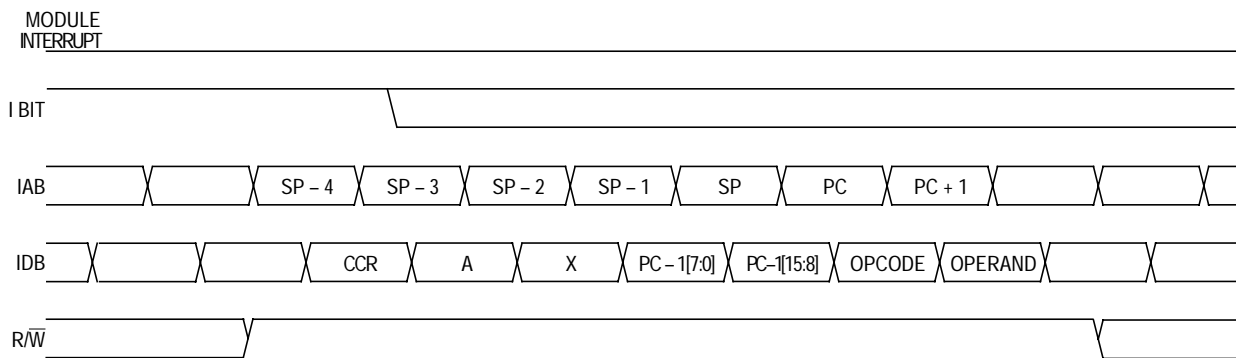 MODULE
INTERRUPT
I BIT
IAB SP – 4 SP – 3 SP – 2 SP – 1 SP PC PC + 1
IDB CCR A X PC – 1[7:0] PC–1[15:8] OPCODE OPERAND
R/W̅